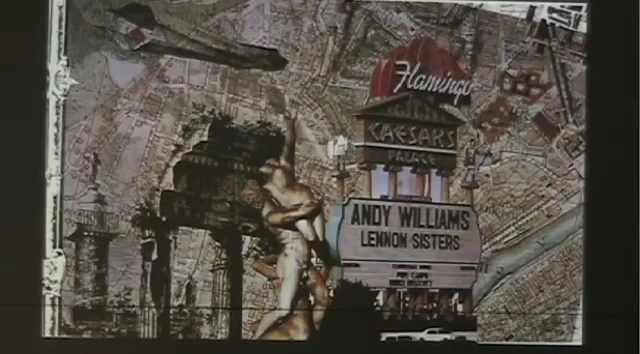 Flamingo
CAESARS
PALACE
ANDY WILLIAMS
LENNON SISTERS